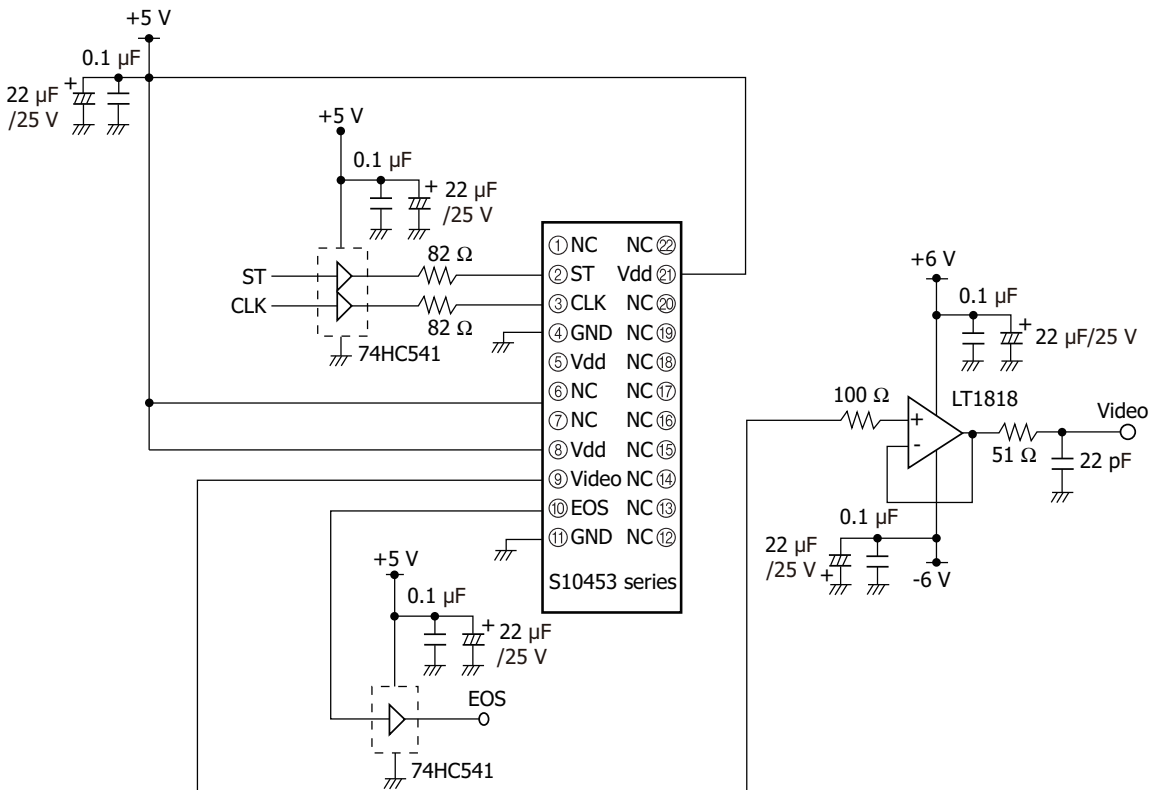 +5 V
0.1 µF
22 µF
/25 V
+
+5 V
0.1 µF
+
22 µF
/25 V
ST
CLK
82 Ω
82 Ω
74HC541
①NC NC㉒
②ST Vdd㉑
③CLK NC⑳
④GND NC⑲
⑤Vdd NC⑱
⑥NC NC⑰
⑦NC NC⑯
⑧Vdd NC⑮
⑨Video NC⑭
⑩EOS NC⑬
⑪GND NC⑫
S10453 series
+5 V
0.1 µF
+
22 µF
/25 V
EOS
74HC541
+6 V
0.1 µF
+
22 µF/25 V
100 Ω
LT1818
+
-
51 Ω
Video
22 pF
0.1 µF
22 µF
/25 V
+
-6 V